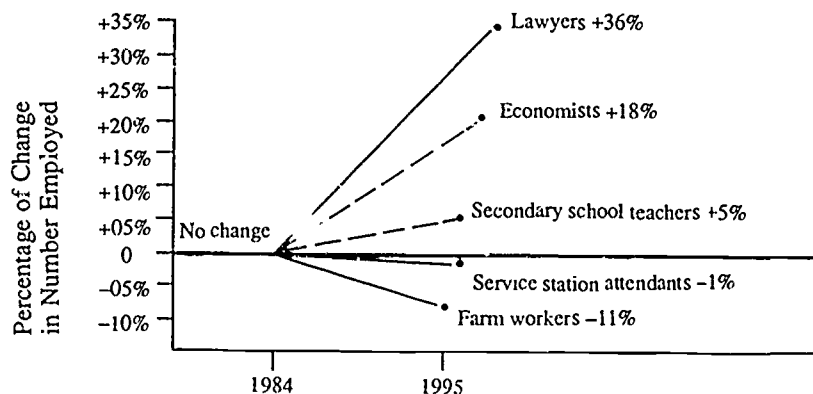 +35%
Lawyers +36%
+30%
+25%
Economists +18%
+20%
+15%
+10%
Secondary school teachers +5%
+05%
No change
0
Service station attendants –1%
–05%
Farm workers –11%
–10%
Percentage of Change
in Number Employed
1984
1995